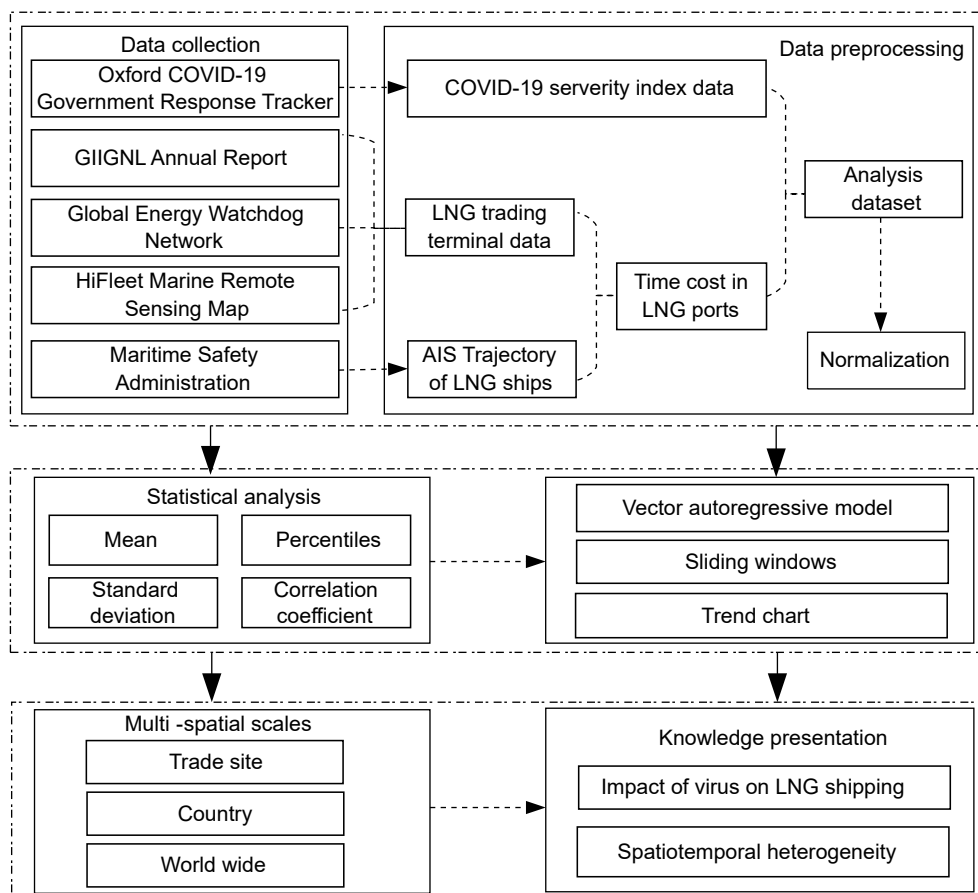 Data collection
Oxford COVID-19
Government Response Tracker
GIIGNL Annual Report
Global Energy Watchdog
Network
HiFleet Marine Remote
Sensing Map
Maritime Safety
Administration
Data preprocessing
COVID-19 serverity index data
LNG trading
terminal data
AIS Trajectory
of LNG ships
Time cost in
LNG ports
Analysis
dataset
Normalization
Statistical analysis
Mean
Percentiles
Standard
deviation
Correlation
coefficient
Vector autoregressive model
Sliding windows
Trend chart
Multi -spatial scales
Trade site
Country
World wide
Knowledge presentation
Impact of virus on LNG shipping
Spatiotemporal heterogeneity